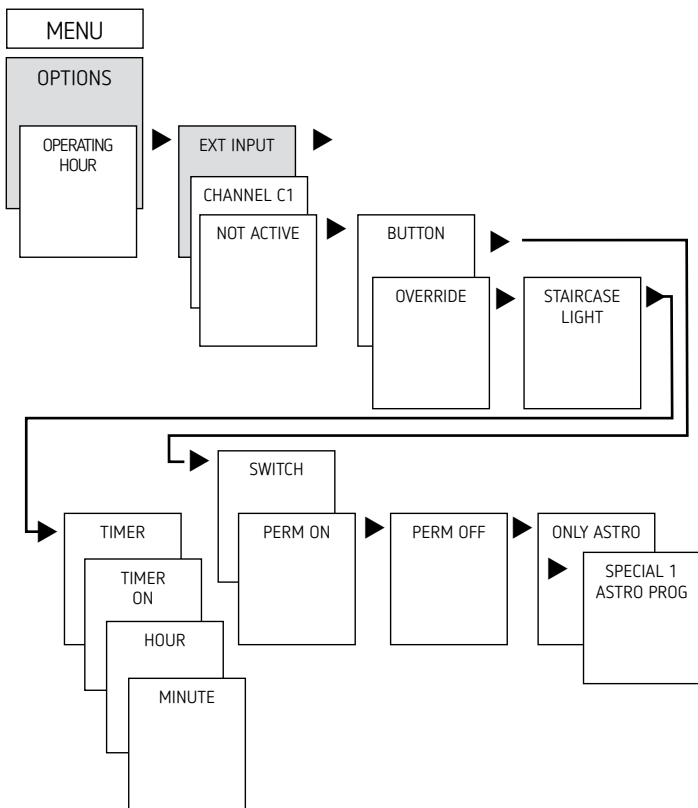 MENU
OPTIONS
OPERATING
HOUR
EXT INPUT
CHANNEL C1
NOT ACTIVE
BUTTON
OVERRIDE
STAIRCASE
LIGHT
SWITCH
PERM ON
PERM OFF
ONLY ASTRO
SPECIAL 1
ASTRO PROG
TIMER
TIMER
ON
HOUR
MINUTE